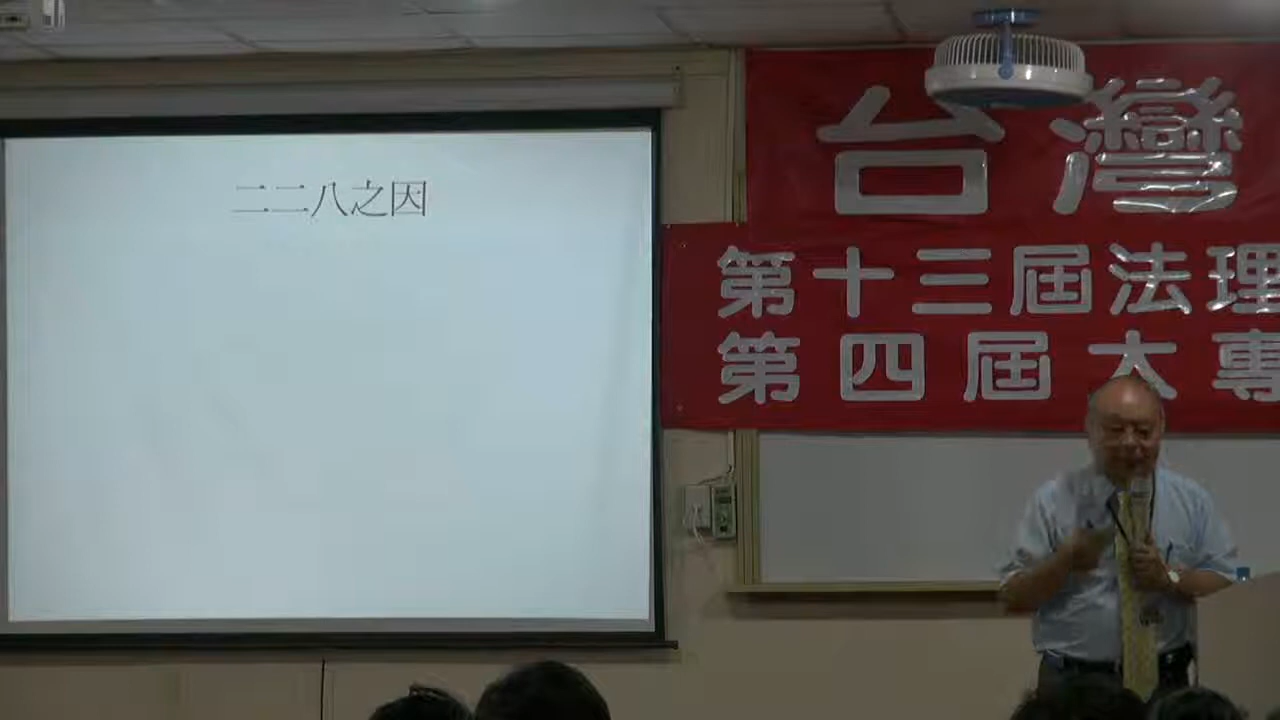 二二八之因
台灣
第十三屆法理
第四屆大專